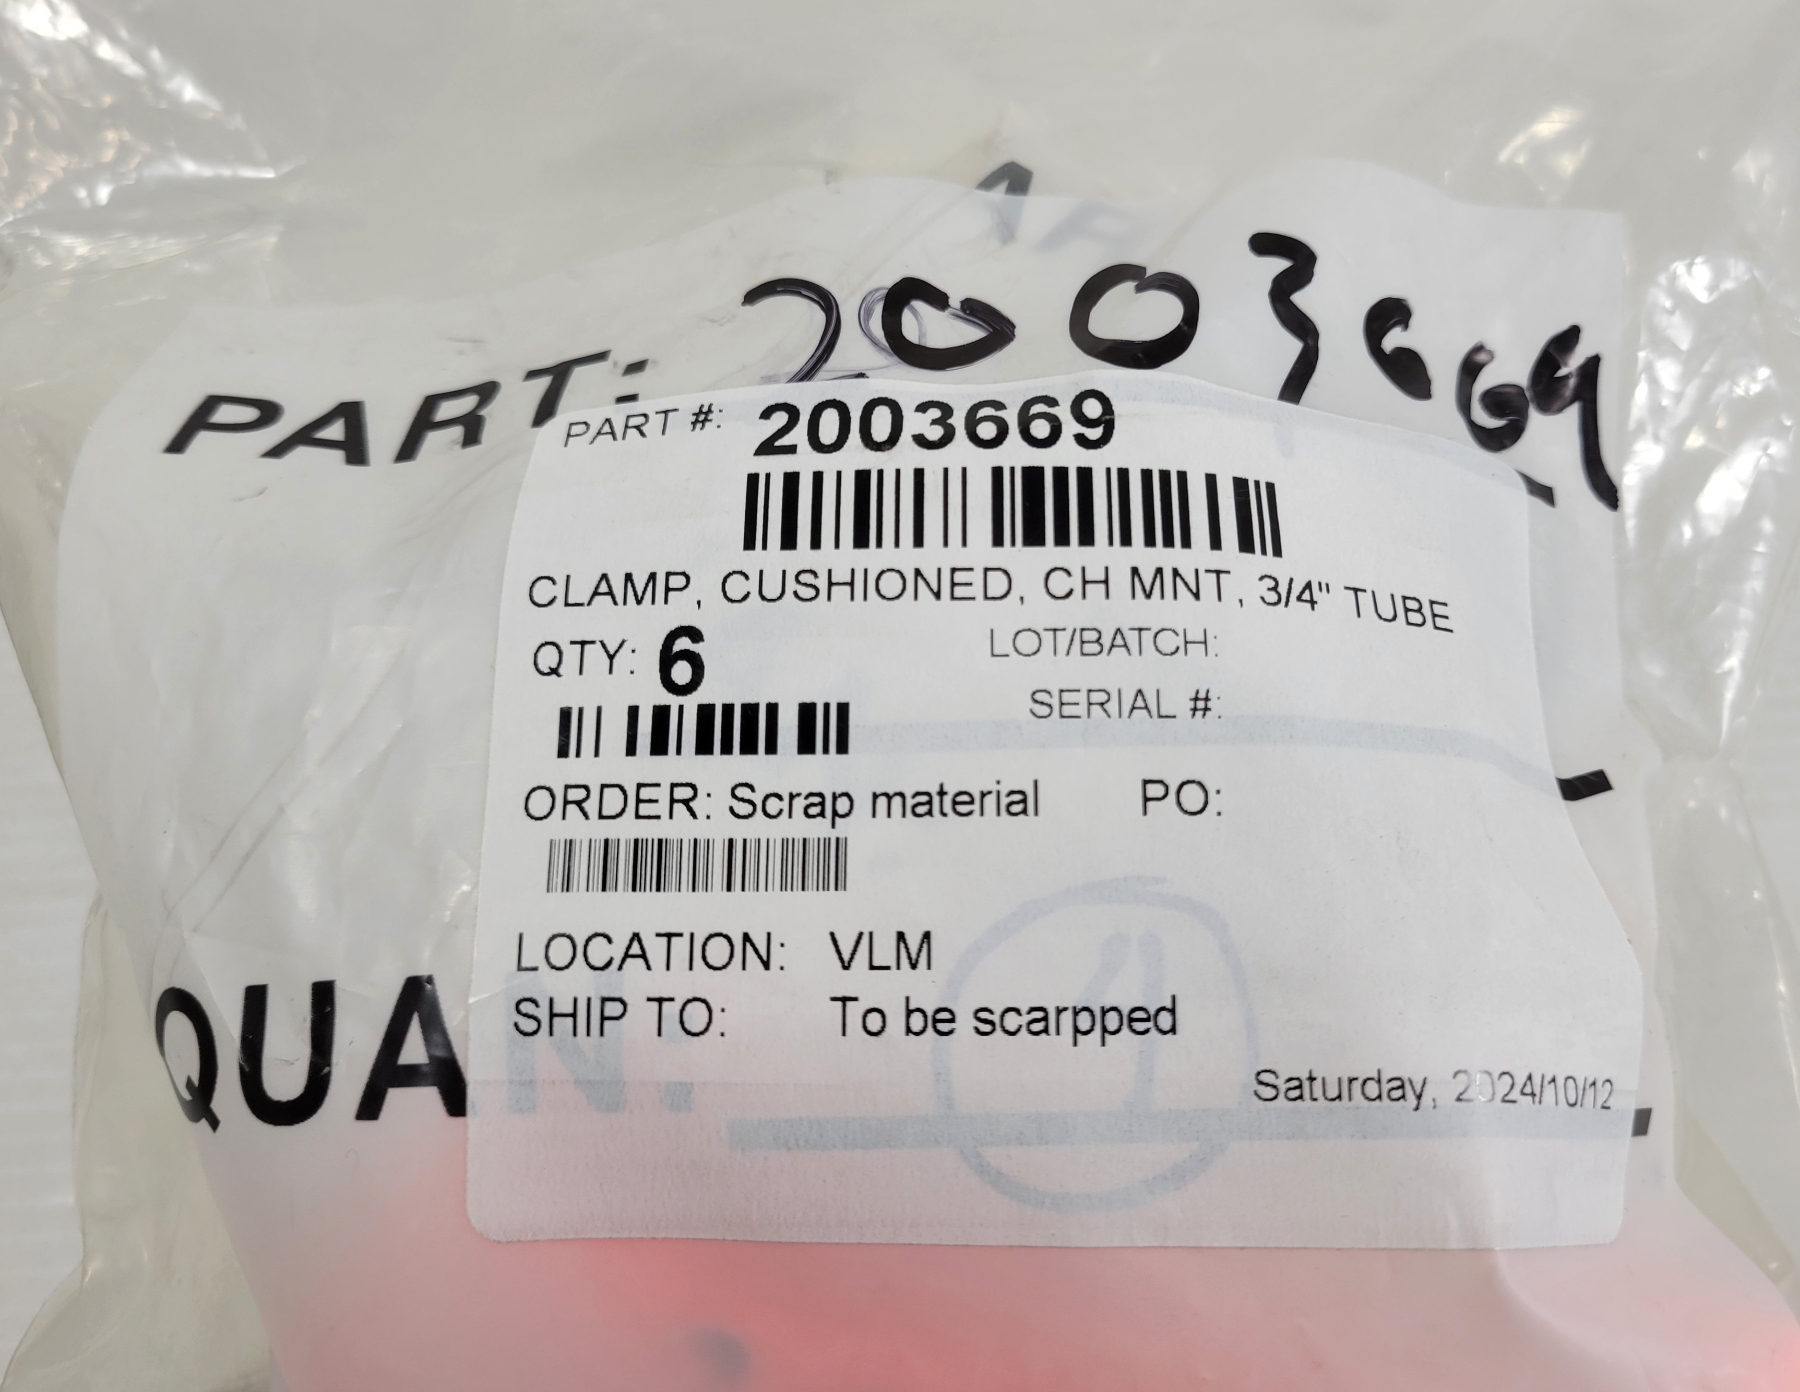 PART: 2003669
PART #: 2003669
CLAMP, CUSHIONED, CH MNT, 3/4" TUBE
QTY: 6
LOT/BATCH:
SERIAL #:
ORDER: Scrap material PO:
LOCATION: VLM
SHIP TO: To be scarpped
QUAN:
Saturday, 2024/10/12